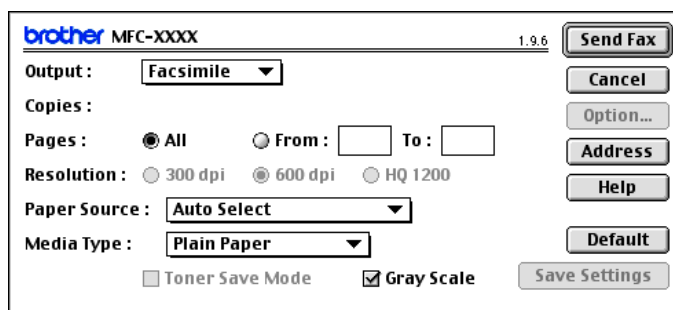 brother MFC-XXXX 1.9.6 Send Fax
Output : Facsimile Cancel
Copies : Option...
Pages : All From : To : Address
Resolution : 300 dpi 600 dpi HQ 1200 Help
Paper Source : Auto Select
Media Type : Plain Paper Default
Toner Save Mode Gray Scale Save Settings